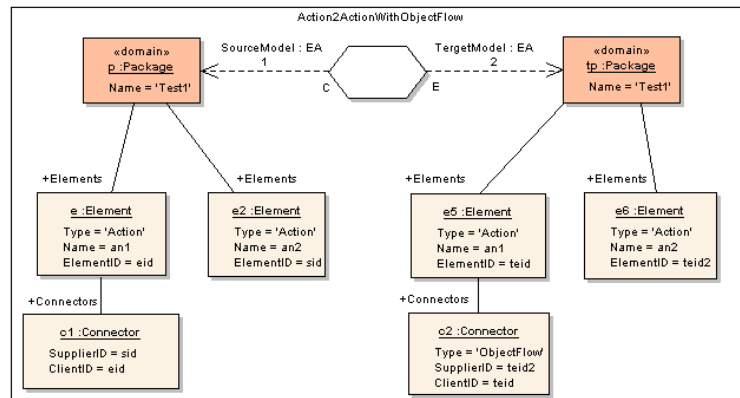 Action2ActionWithObjectFlow
«domain»
p :Package
Name = 'Test1'
SourceModel : EA
1
C
TergetModel : EA
2
E
«domain»
tp :Package
Name = 'Test1'
+Elements
+Elements
+Elements
+Elements
e :Element
Type = 'Action'
Name = an1
ElementID = eid
e2 :Element
Type = 'Action'
Name = an2
ElementID = sid
e5 :Element
Type = 'Action'
Name = an1
ElementID = teid
e6 :Element
Type = 'Action'
Name = an2
ElementID = teid2
+Connectors
+Connectors
c1 :Connector
SupplierID = sid
ClientID = eid
c2 :Connector
Type = 'ObjectFlow'
SupplierID = teid2
ClientID = teid